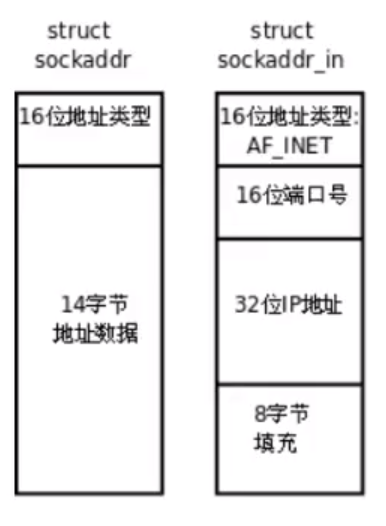 struct
sockaddr
16位地址类型
14字节
地址数据
struct
sockaddr_in
16位地址类型:
AF_INET
16位端口号
32位IP地址
8字节
填充